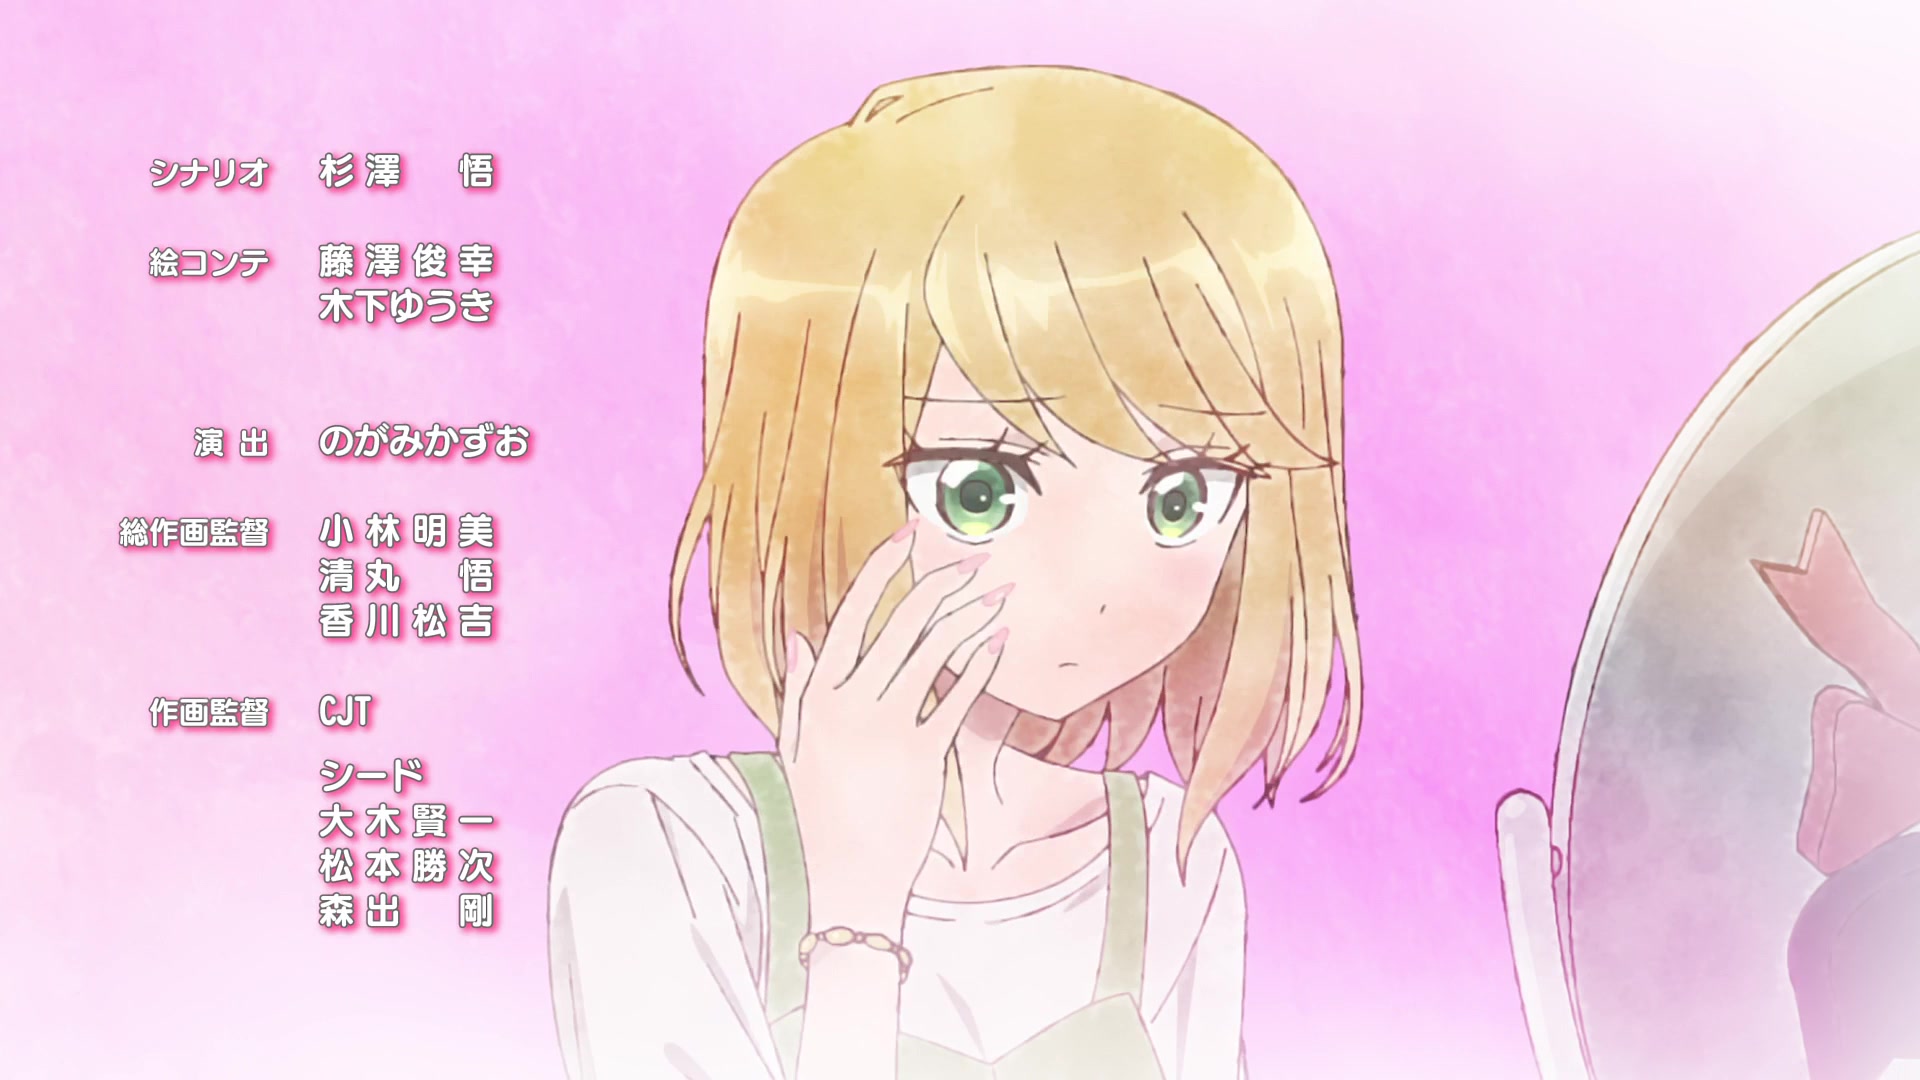 シナリオ 杉澤 悟
絵コンテ 藤澤俊幸
木下ゆうき
演出 のがみかずお
総作画監督 小林明美
清丸 悟
香川松吉
作画監督 CJT
シード
大木賢一
松本勝次
森出 剛